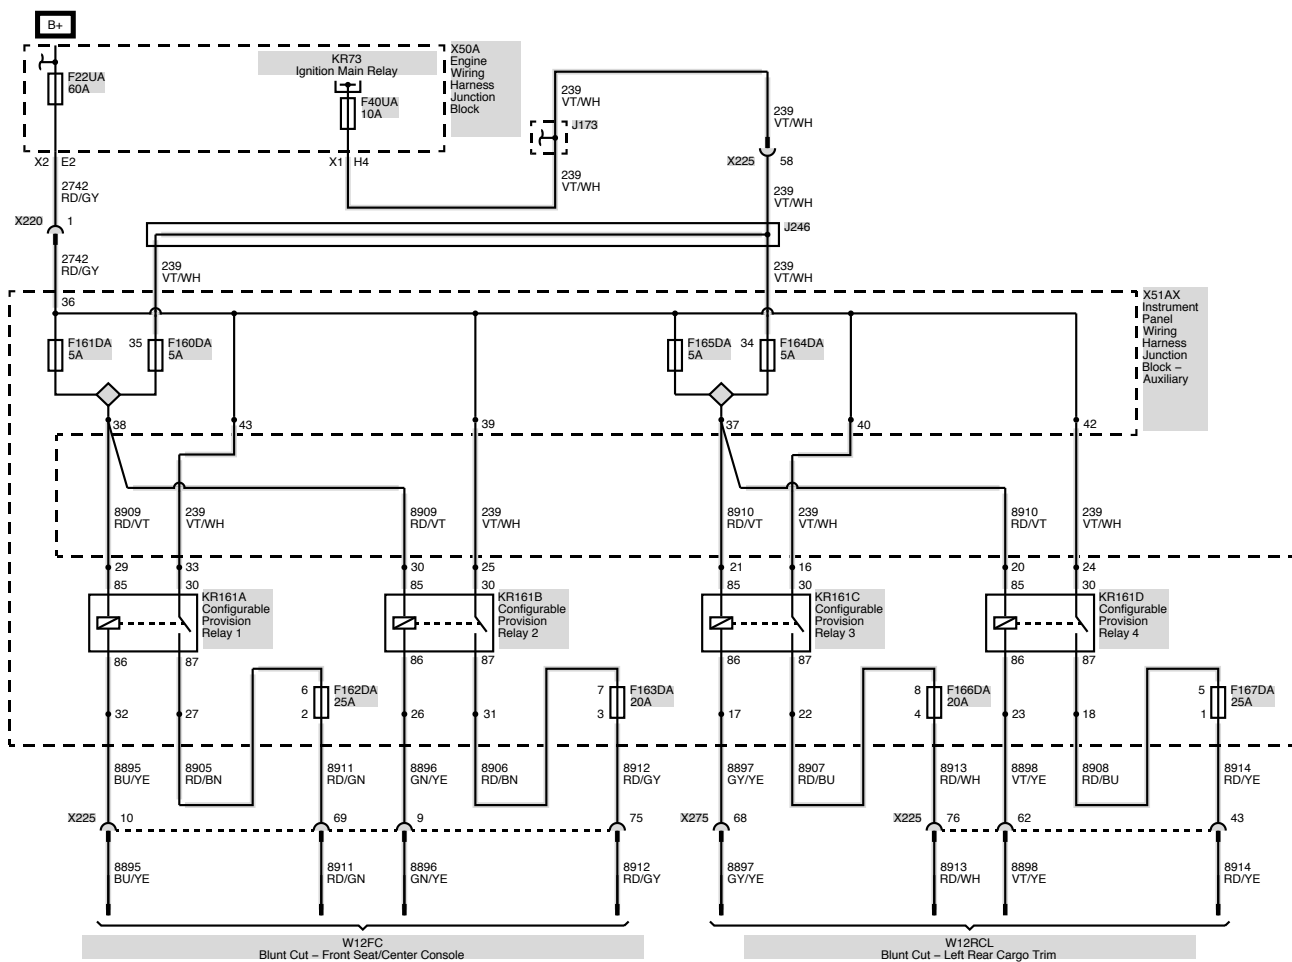 B+
X50A
Engine
Wiring
Harness
Junction
Block
KR73
Ignition Main Relay
F22UA
60A
F40UA
10A
239
VT/WH
J173
239
VT/WH
X2 E2
X1 H4
X225 58
2742
RD/GY
239
VT/WH
239
VT/WH
X220 1
J246
2742
RD/GY
239
VT/WH
239
VT/WH
36
X51AX
Instrument
Panel
Wiring
Harness
Junction
Block –
Auxiliary
F161DA
5A
35
F160DA
5A
F165DA
5A
34
F164DA
5A
38 43 39 37 40 42
8909
RD/VT
239
VT/WH
8909
RD/VT
239
VT/WH
8910
RD/VT
239
VT/WH
8910
RD/VT
239
VT/WH
29 33 30 25 21 16 20 24
85 30 85 30 85 30 85 30
KR161A
Configurable
Provision
Relay 1
KR161B
Configurable
Provision
Relay 2
KR161C
Configurable
Provision
Relay 3
KR161D
Configurable
Provision
Relay 4
86 87 86 87 86 87 86 87
6
2
F162DA
25A
7
3
F163DA
20A
8
4
F166DA
20A
5
1
F167DA
25A
32 27 26 31 17 22 23 18
8895
BU/YE
8905
RD/BN
8911
RD/GN
8896
GN/YE
8906
RD/BN
8912
RD/GY
8897
GY/YE
8907
RD/BU
8913
RD/WH
8898
VT/YE
8908
RD/BU
8914
RD/YE
X225 10 69 9 75 X275 68 X225 76 62 43
8895
BU/YE
8911
RD/GN
8896
GN/YE
8912
RD/GY
8897
GY/YE
8913
RD/WH
8898
VT/YE
8914
RD/YE
W12FC
Blunt Cut – Front Seat/Center Console
W12RCL
Blunt Cut – Left Rear Cargo Trim